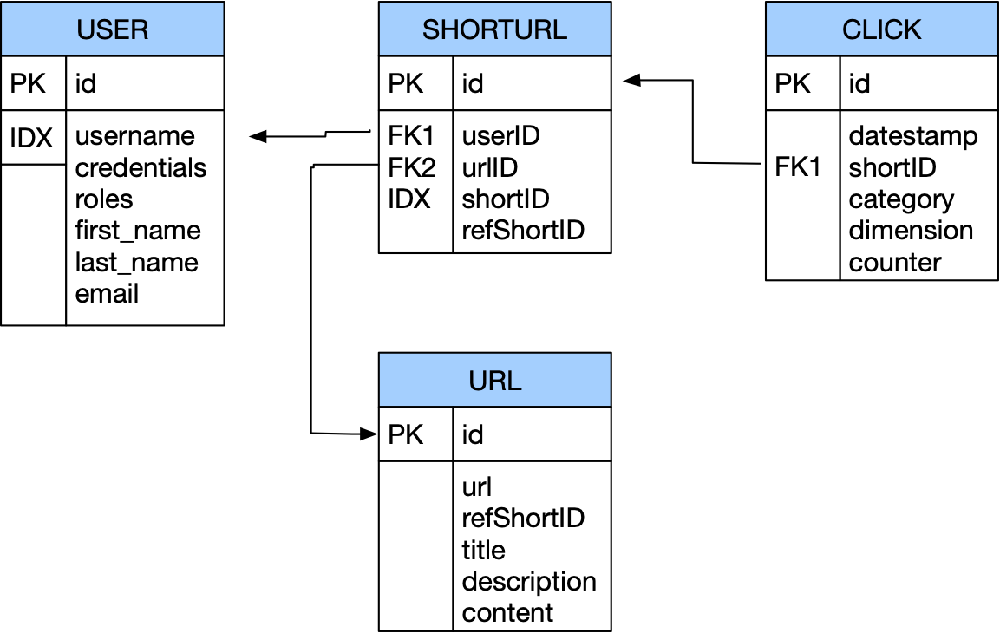 USER
PK id
IDX username
credentials
roles
first_name
last_name
email
SHORTURL
PK id
FK1 userID
FK2 urlID
IDX shortID
refShortID
CLICK
PK id
datestamp
FK1 shortID
category
dimension
counter
URL
PK id
url
refShortID
title
description
content